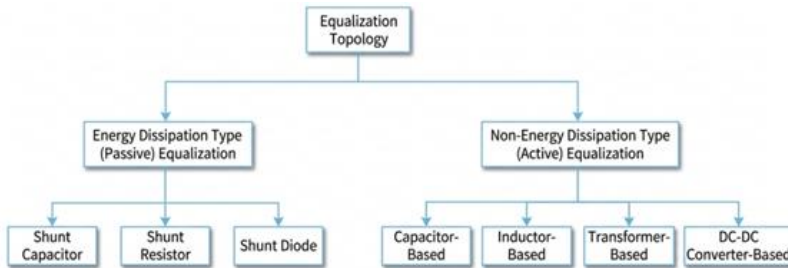 Equalization
Topology
Energy Dissipation Type
(Passive) Equalization
Non-Energy Dissipation Type
(Active) Equalization
Shunt
Capacitor
Shunt
Resistor
Shunt Diode
Capacitor-
Based
Inductor-
Based
Transformer-
Based
DC-DC
Converter-Based